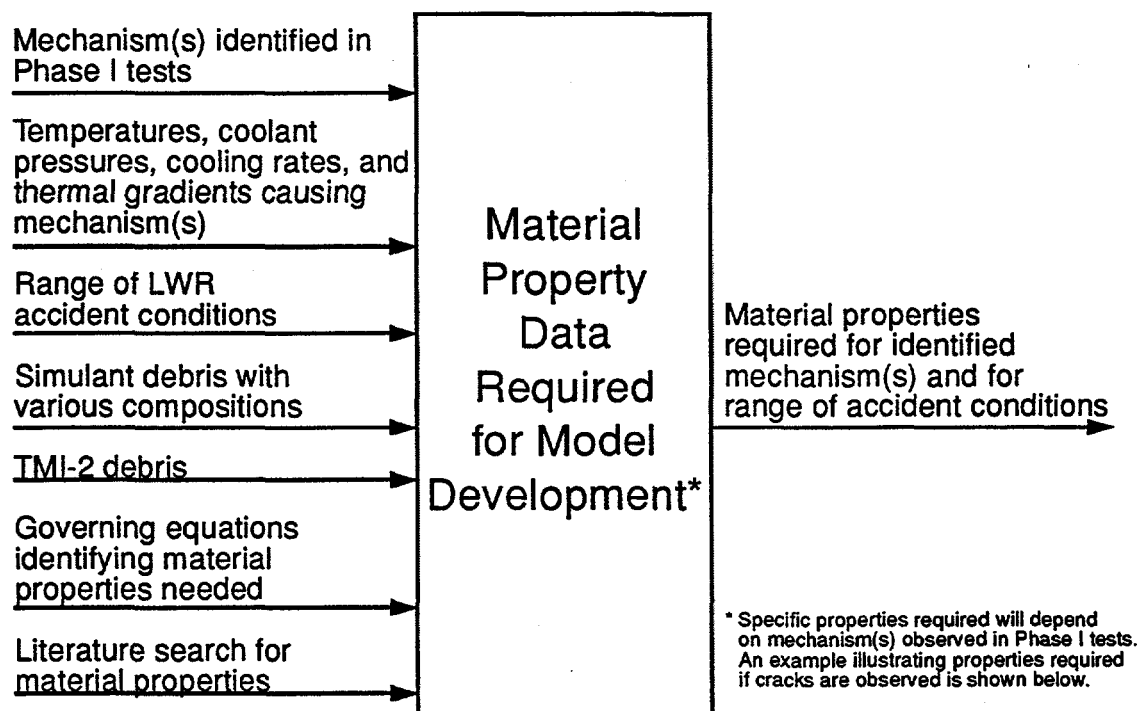 Mechanism(s) identified in
Phase I tests
Temperatures, coolant
pressures, cooling rates, and
thermal gradients causing
mechanism(s)
Range of LWR
accident conditions
Simulant debris with
various compositions
TMI-2 debris
Governing equations
identifying material
properties needed
Literature search for
material properties
Material
Property
Data
Required
for Model
Development*
Material properties
required for identified
mechanism(s) and for
range of accident conditions
* Specific properties required will depend
on mechanism(s) observed in Phase I tests.
An example illustrating properties required
if cracks are observed is shown below.